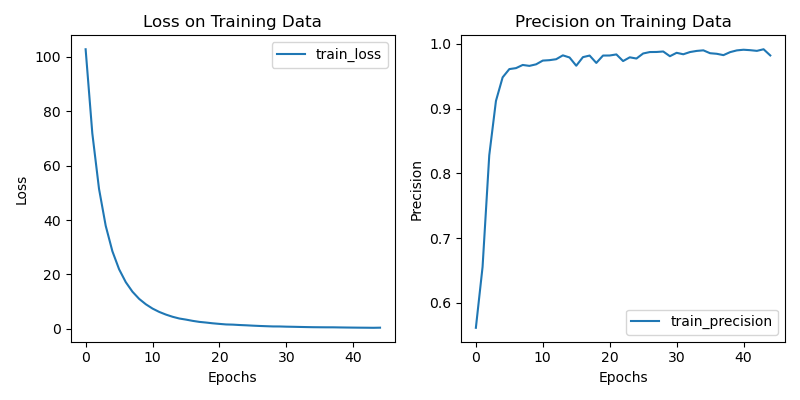 Loss on Training Data
train_loss
100
80
60
40
20
0
Loss
0 10 20 30 40
Epochs
Precision on Training Data
1.0
0.9
0.8
0.7
0.6
Precision
train_precision
0 10 20 30 40
Epochs